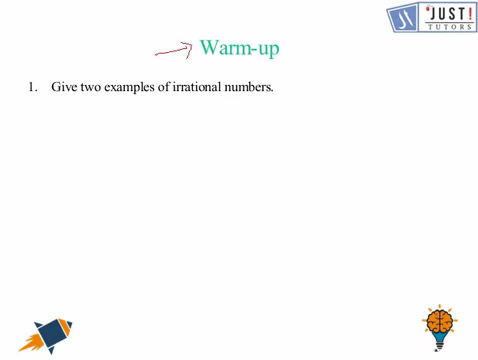 JUST!
TUTORS
Warm-up
1. Give two examples of irrational numbers.